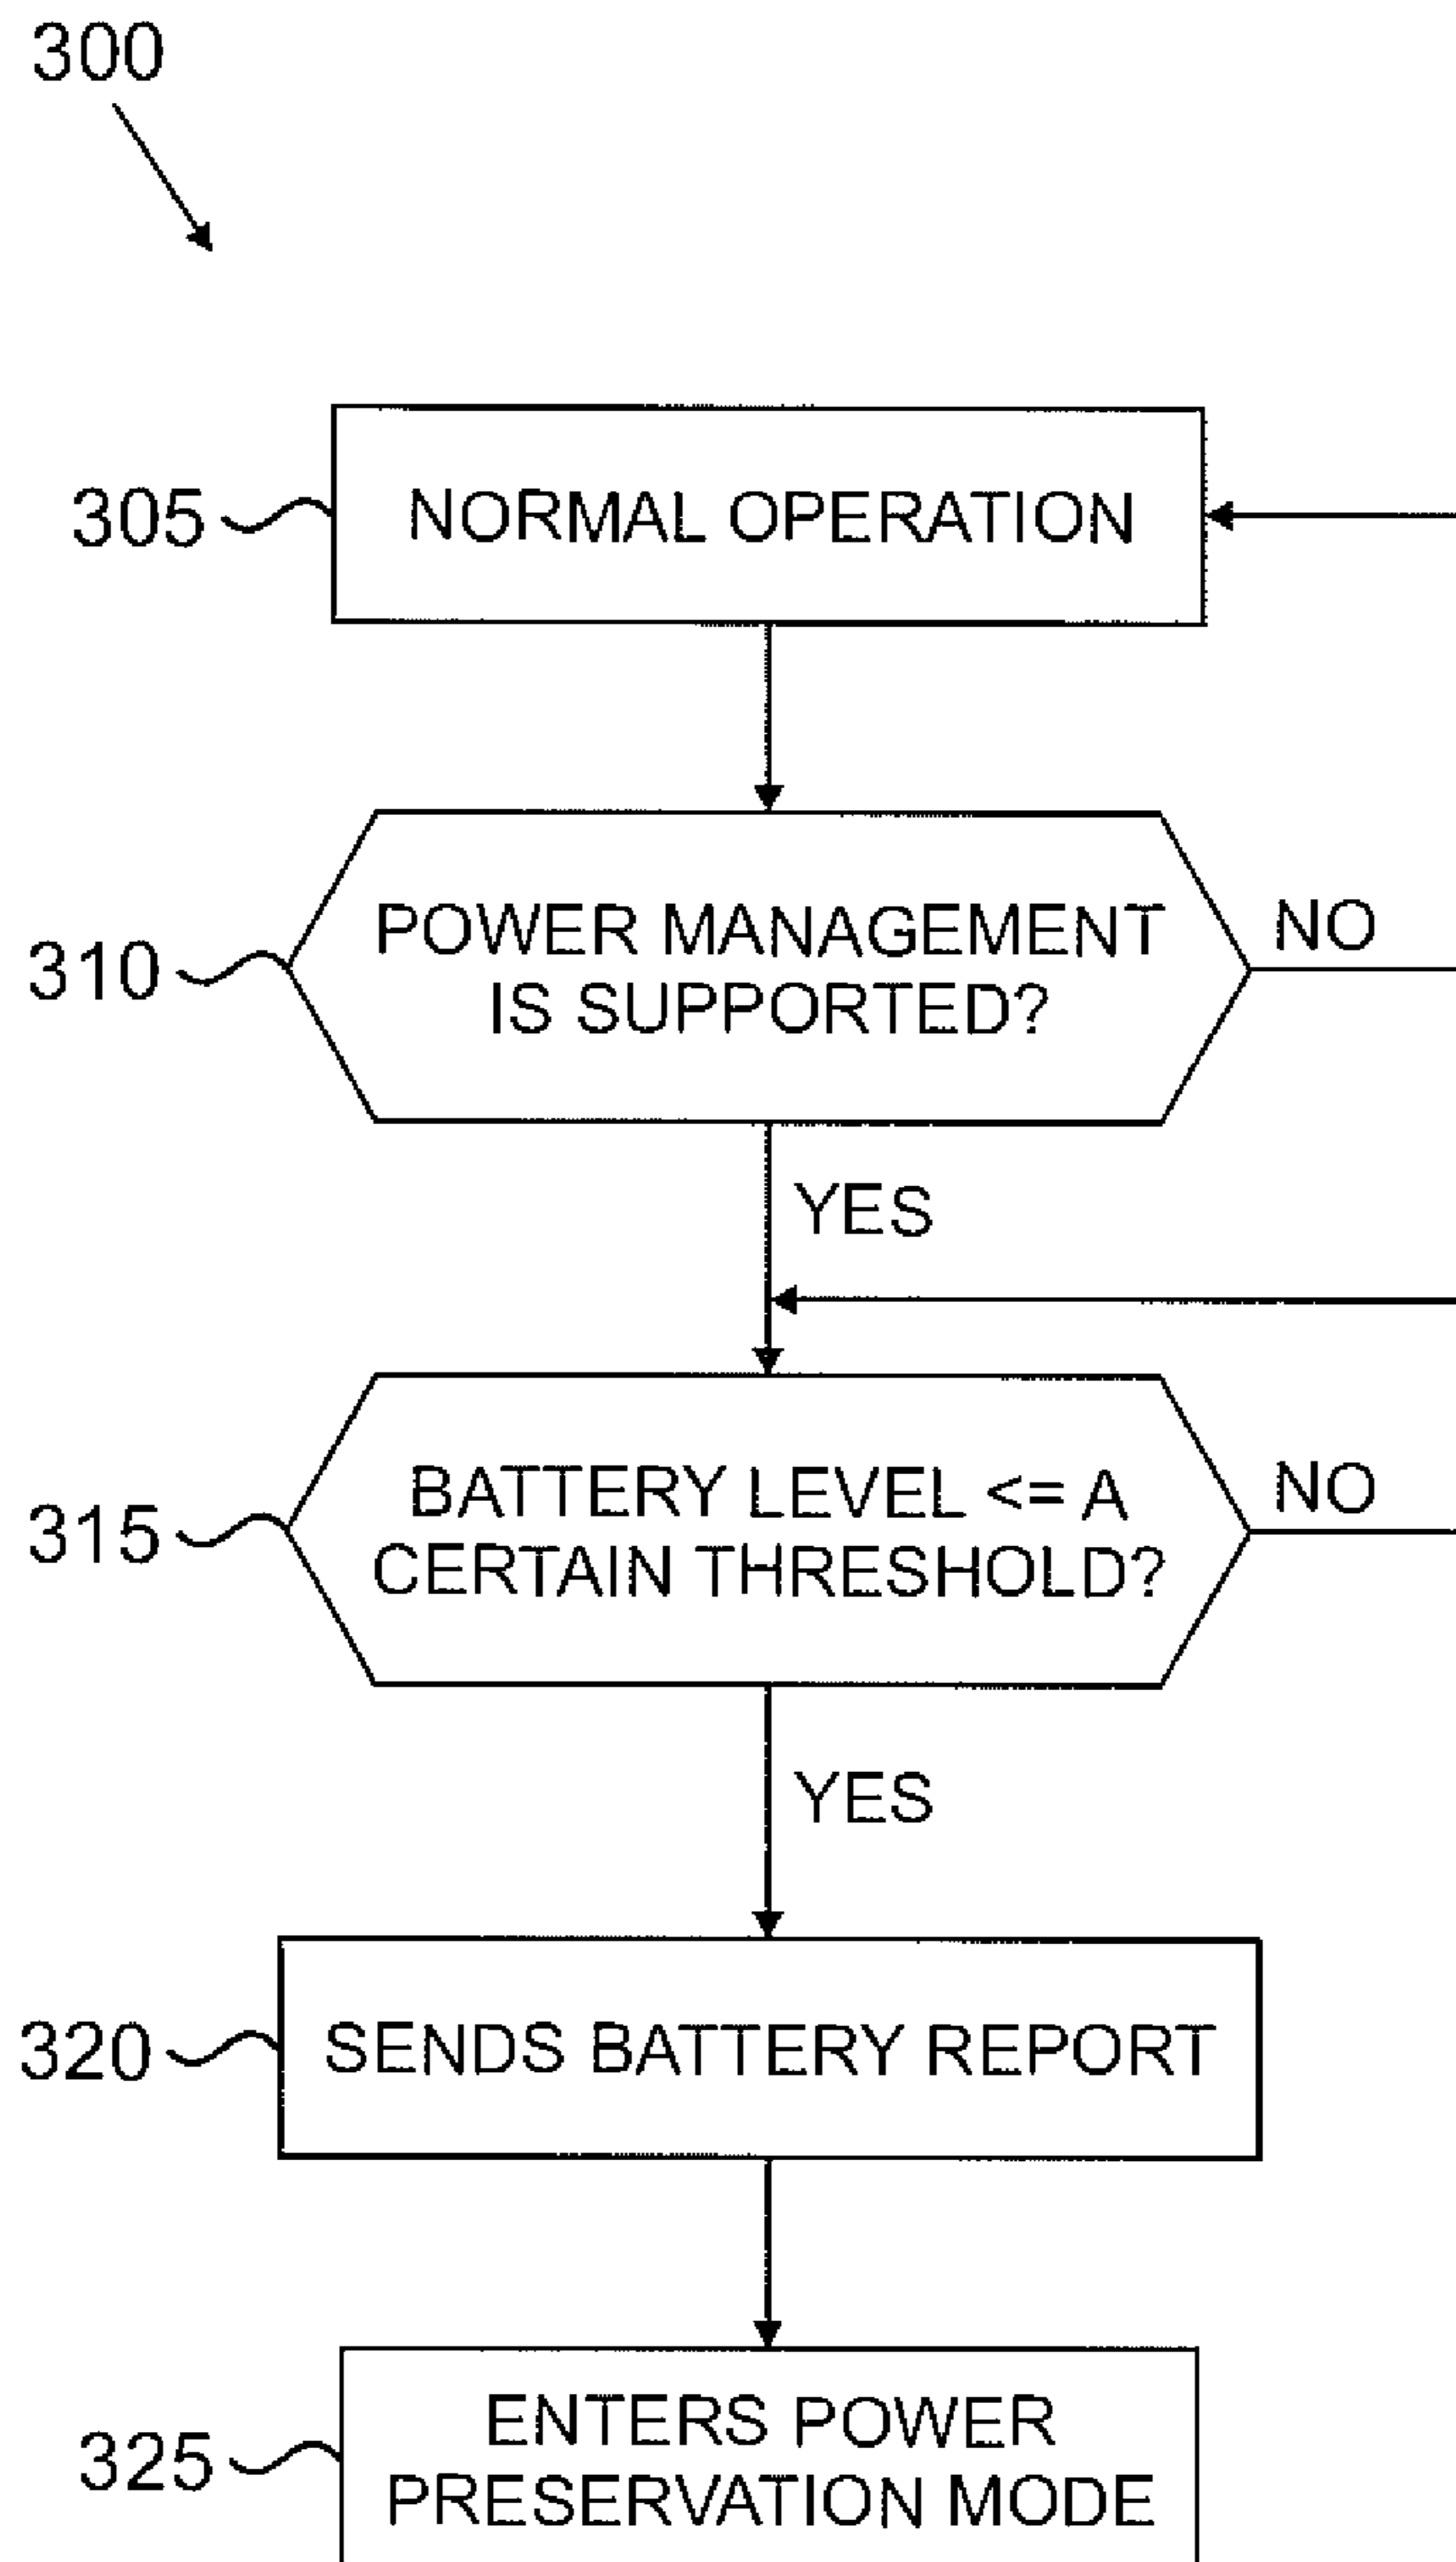 300
305
NORMAL OPERATION
310
POWER MANAGEMENT
IS SUPPORTED?
NO
YES
315
BATTERY LEVEL <= A
CERTAIN THRESHOLD?
NO
YES
320
SENDS BATTERY REPORT
325
ENTERS POWER
PRESERVATION MODE